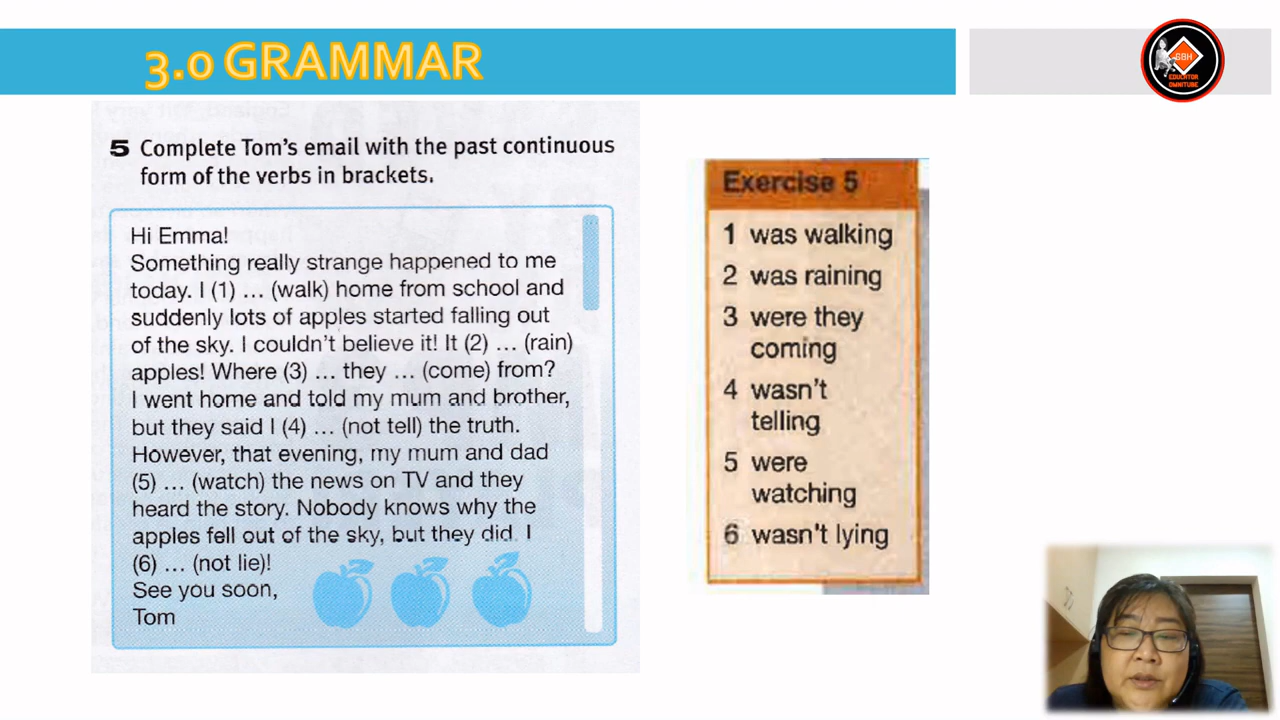 3.0 GRAMMAR
GBH
EDUCATOR
OMNITUBE
5 Complete Tom's email with the past continuous
form of the verbs in brackets.
Hi Emma!
Something really strange happened to me
today. I (1) … (walk) home from school and
suddenly lots of apples started falling out
of the sky. I couldn't believe it! It (2) … (rain)
apples! Where (3) … they … (come) from?
I went home and told my mum and brother,
but they said I (4) … (not tell) the truth.
However, that evening, my mum and dad
(5) … (watch) the news on TV and they
heard the story. Nobody knows why the
apples fell out of the sky, but they did. I
(6) … (not lie)!
See you soon,
Tom
Exercise 5
1 was walking
2 was raining
3 were they
coming
4 wasn't
telling
5 were
watching
6 wasn't lying